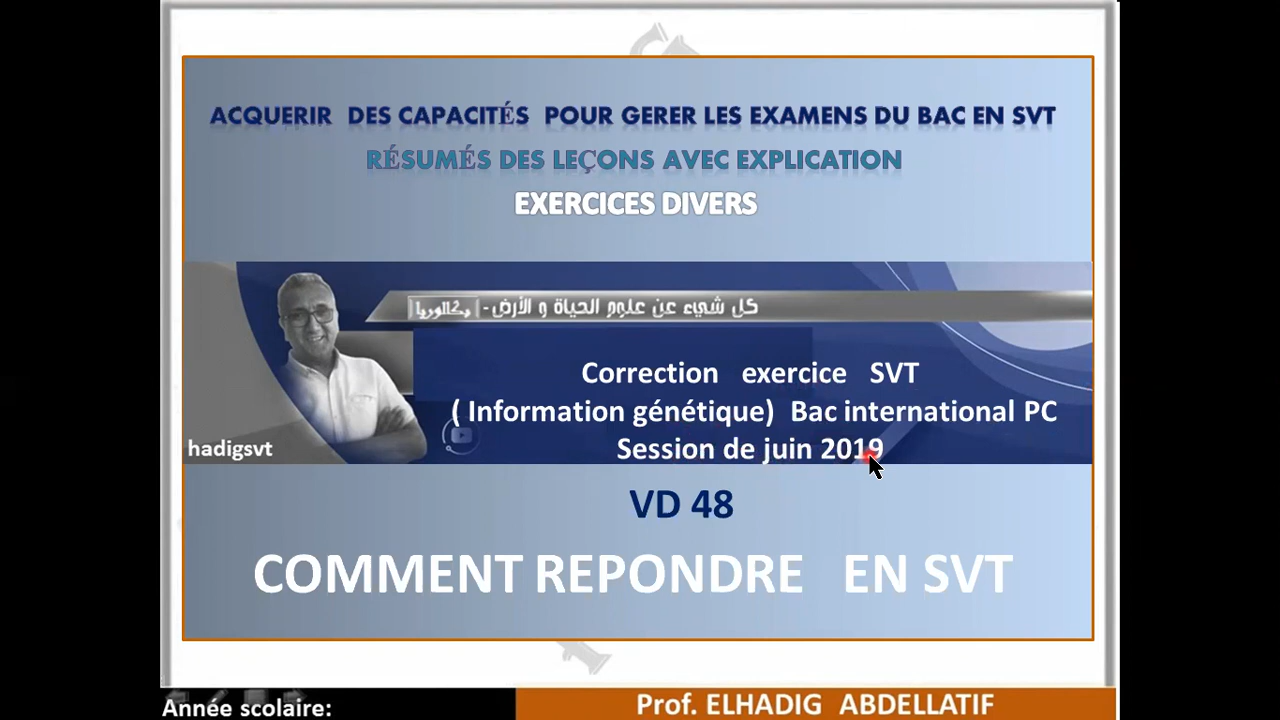 ACQUERIR DES CAPACITÉS POUR GERER LES EXAMENS DU BAC EN SVT
RÉSUMÉS DES LEÇONS AVEC EXPLICATION
EXERCICES DIVERS
كل شيء عن علوم الحياة و الأرض - بكالوريا
Correction exercice SVT
( Information génétique) Bac international PC
Session de juin 2019
hadigsvt
VD 48
COMMENT REPONDRE EN SVT
Année scolaire:
Prof. ELHADIG ABDELLATIF